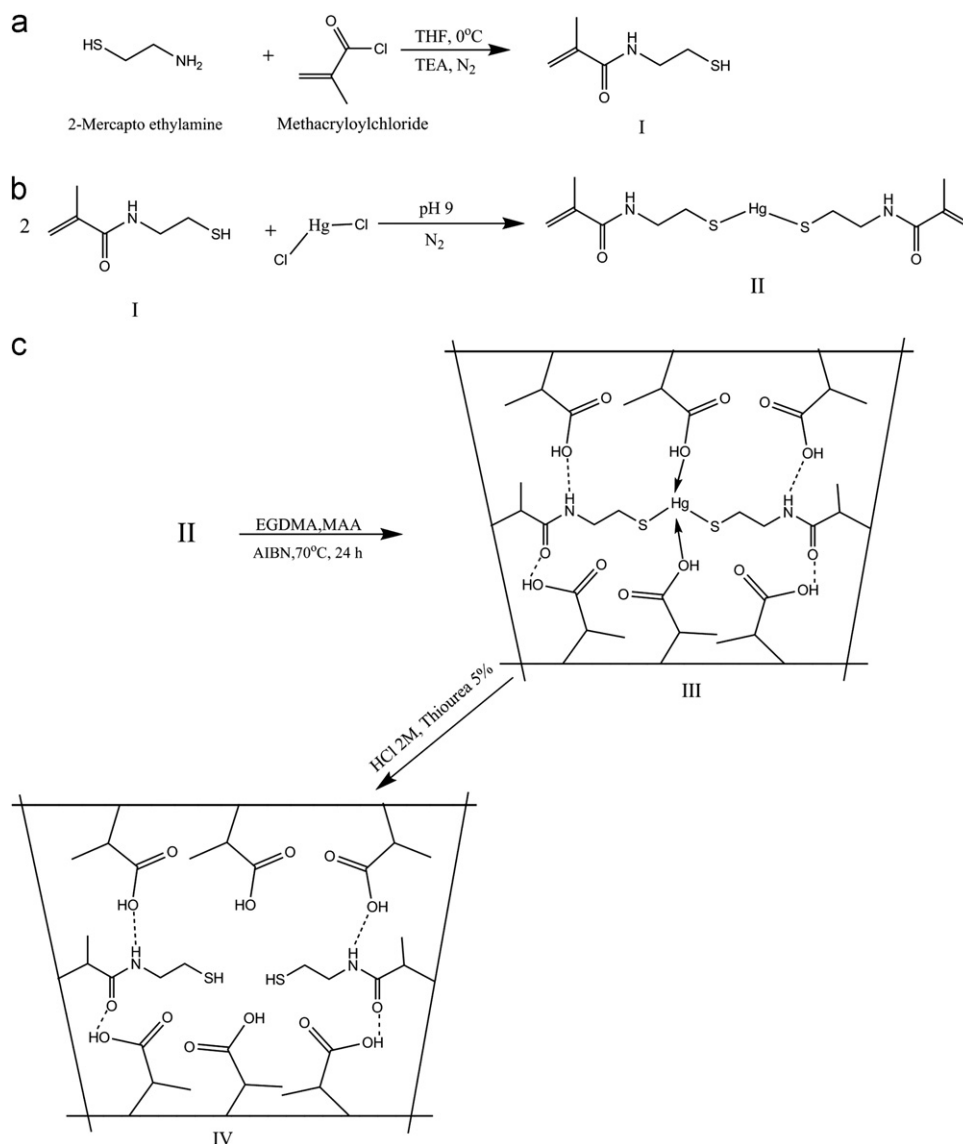 a
HS
NH2
2-Mercapto ethylamine
+
O
Cl
Methacryloylchloride
THF, 0°C
TEA, N2
H
N
O
SH
I
b
2
H
N
O
SH
I
+
Hg
Cl
Cl
pH 9
N2
H
N
O
S
Hg
S
H
N
O
II
c
II
EGDMA,MAA
AIBN,70°C, 24 h
O
HO
O
HO
O
OH
H
N
O
S
Hg
S
H
N
O
HO
O
OH
O
O
OH
III
HCl 2M, Thiourea 5%
O
HO
O
HO
O
OH
H
N
O
SH
HS
H
N
O
HO
O
OH
O
O
OH
IV